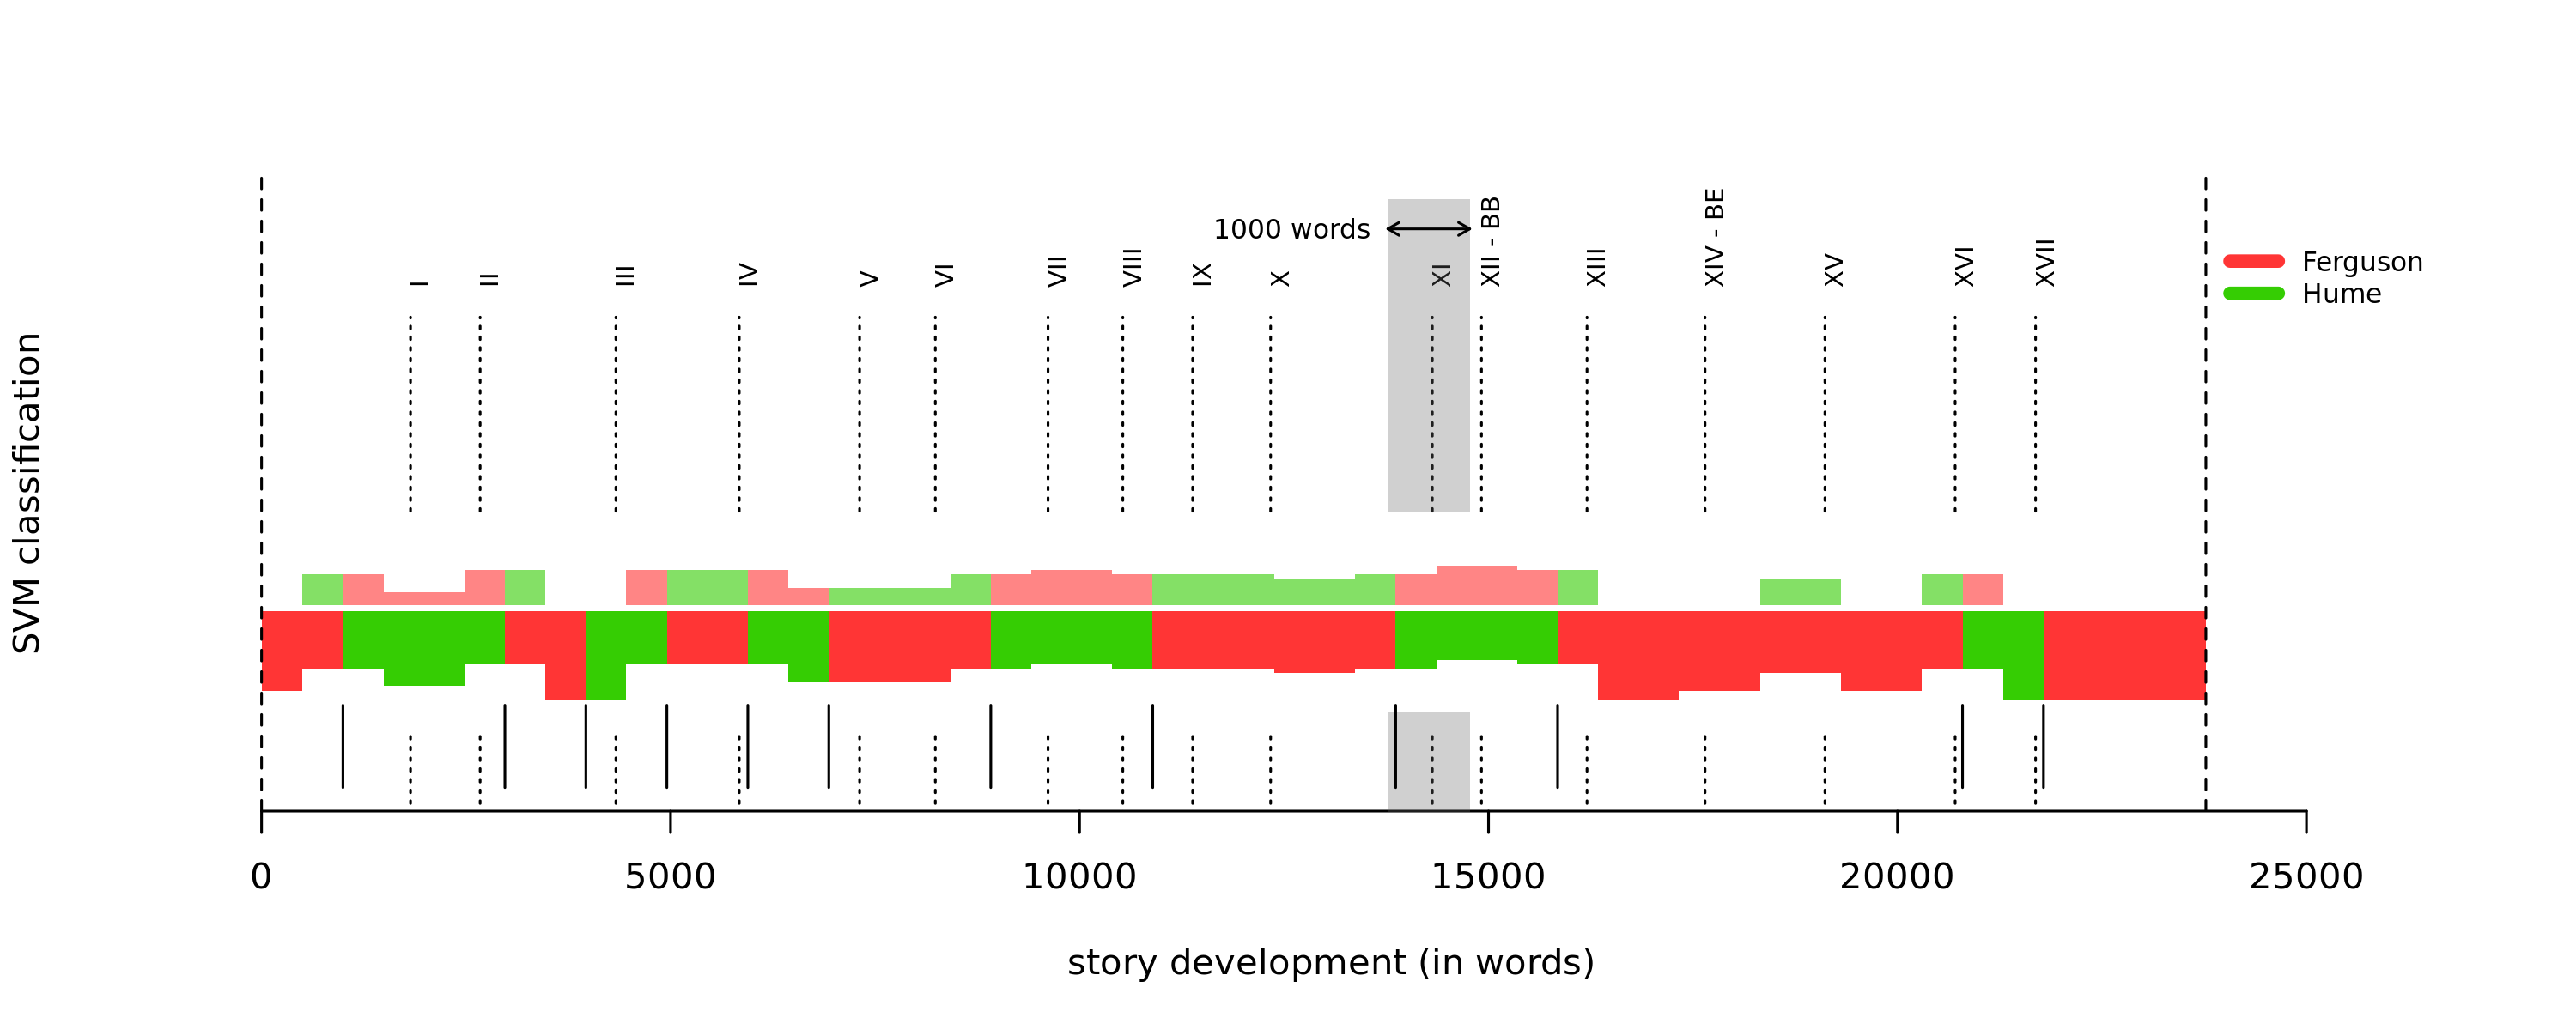 1000 words
I
II
III
IV
V
VI
VII
VIII
IX
X
XI
XII - BB
XIII
XIV - BE
XV
XVI
XVII
Ferguson
Hume
SVM classification
0
5000
10000
15000
20000
25000
story development (in words)